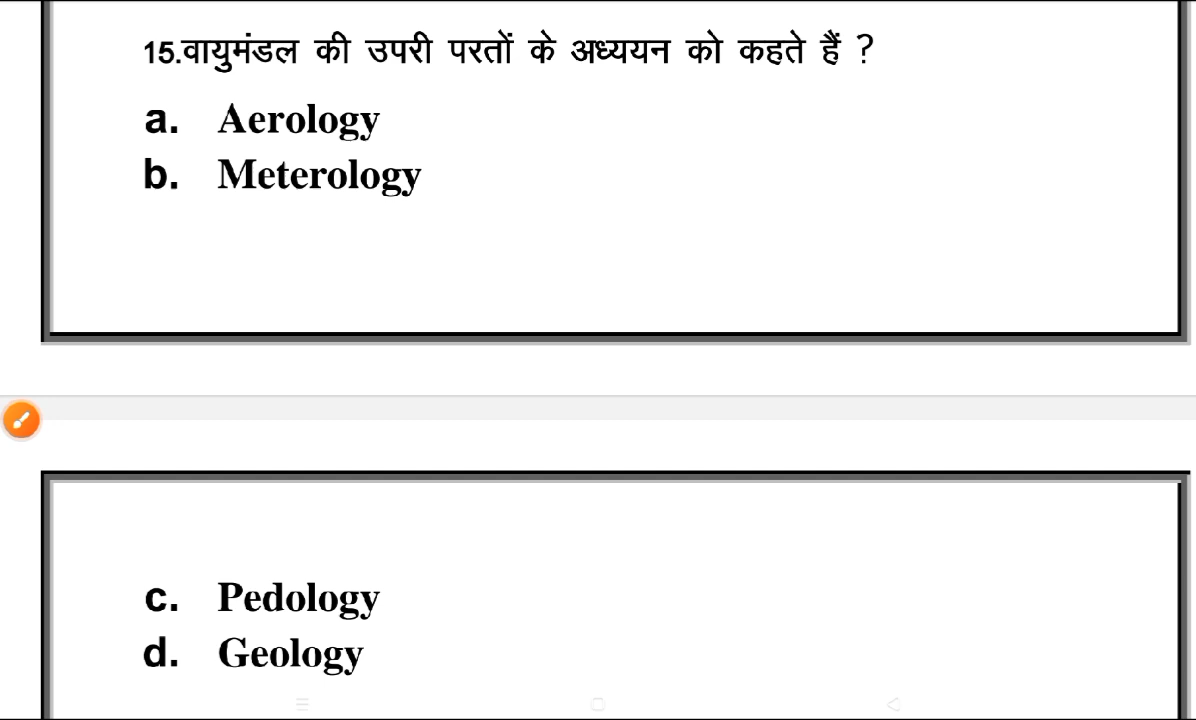 15.वायुमंडल की उपरी परतों के अध्ययन को कहते हैं ?
a. Aerology
b. Meterology
c. Pedology
d. Geology